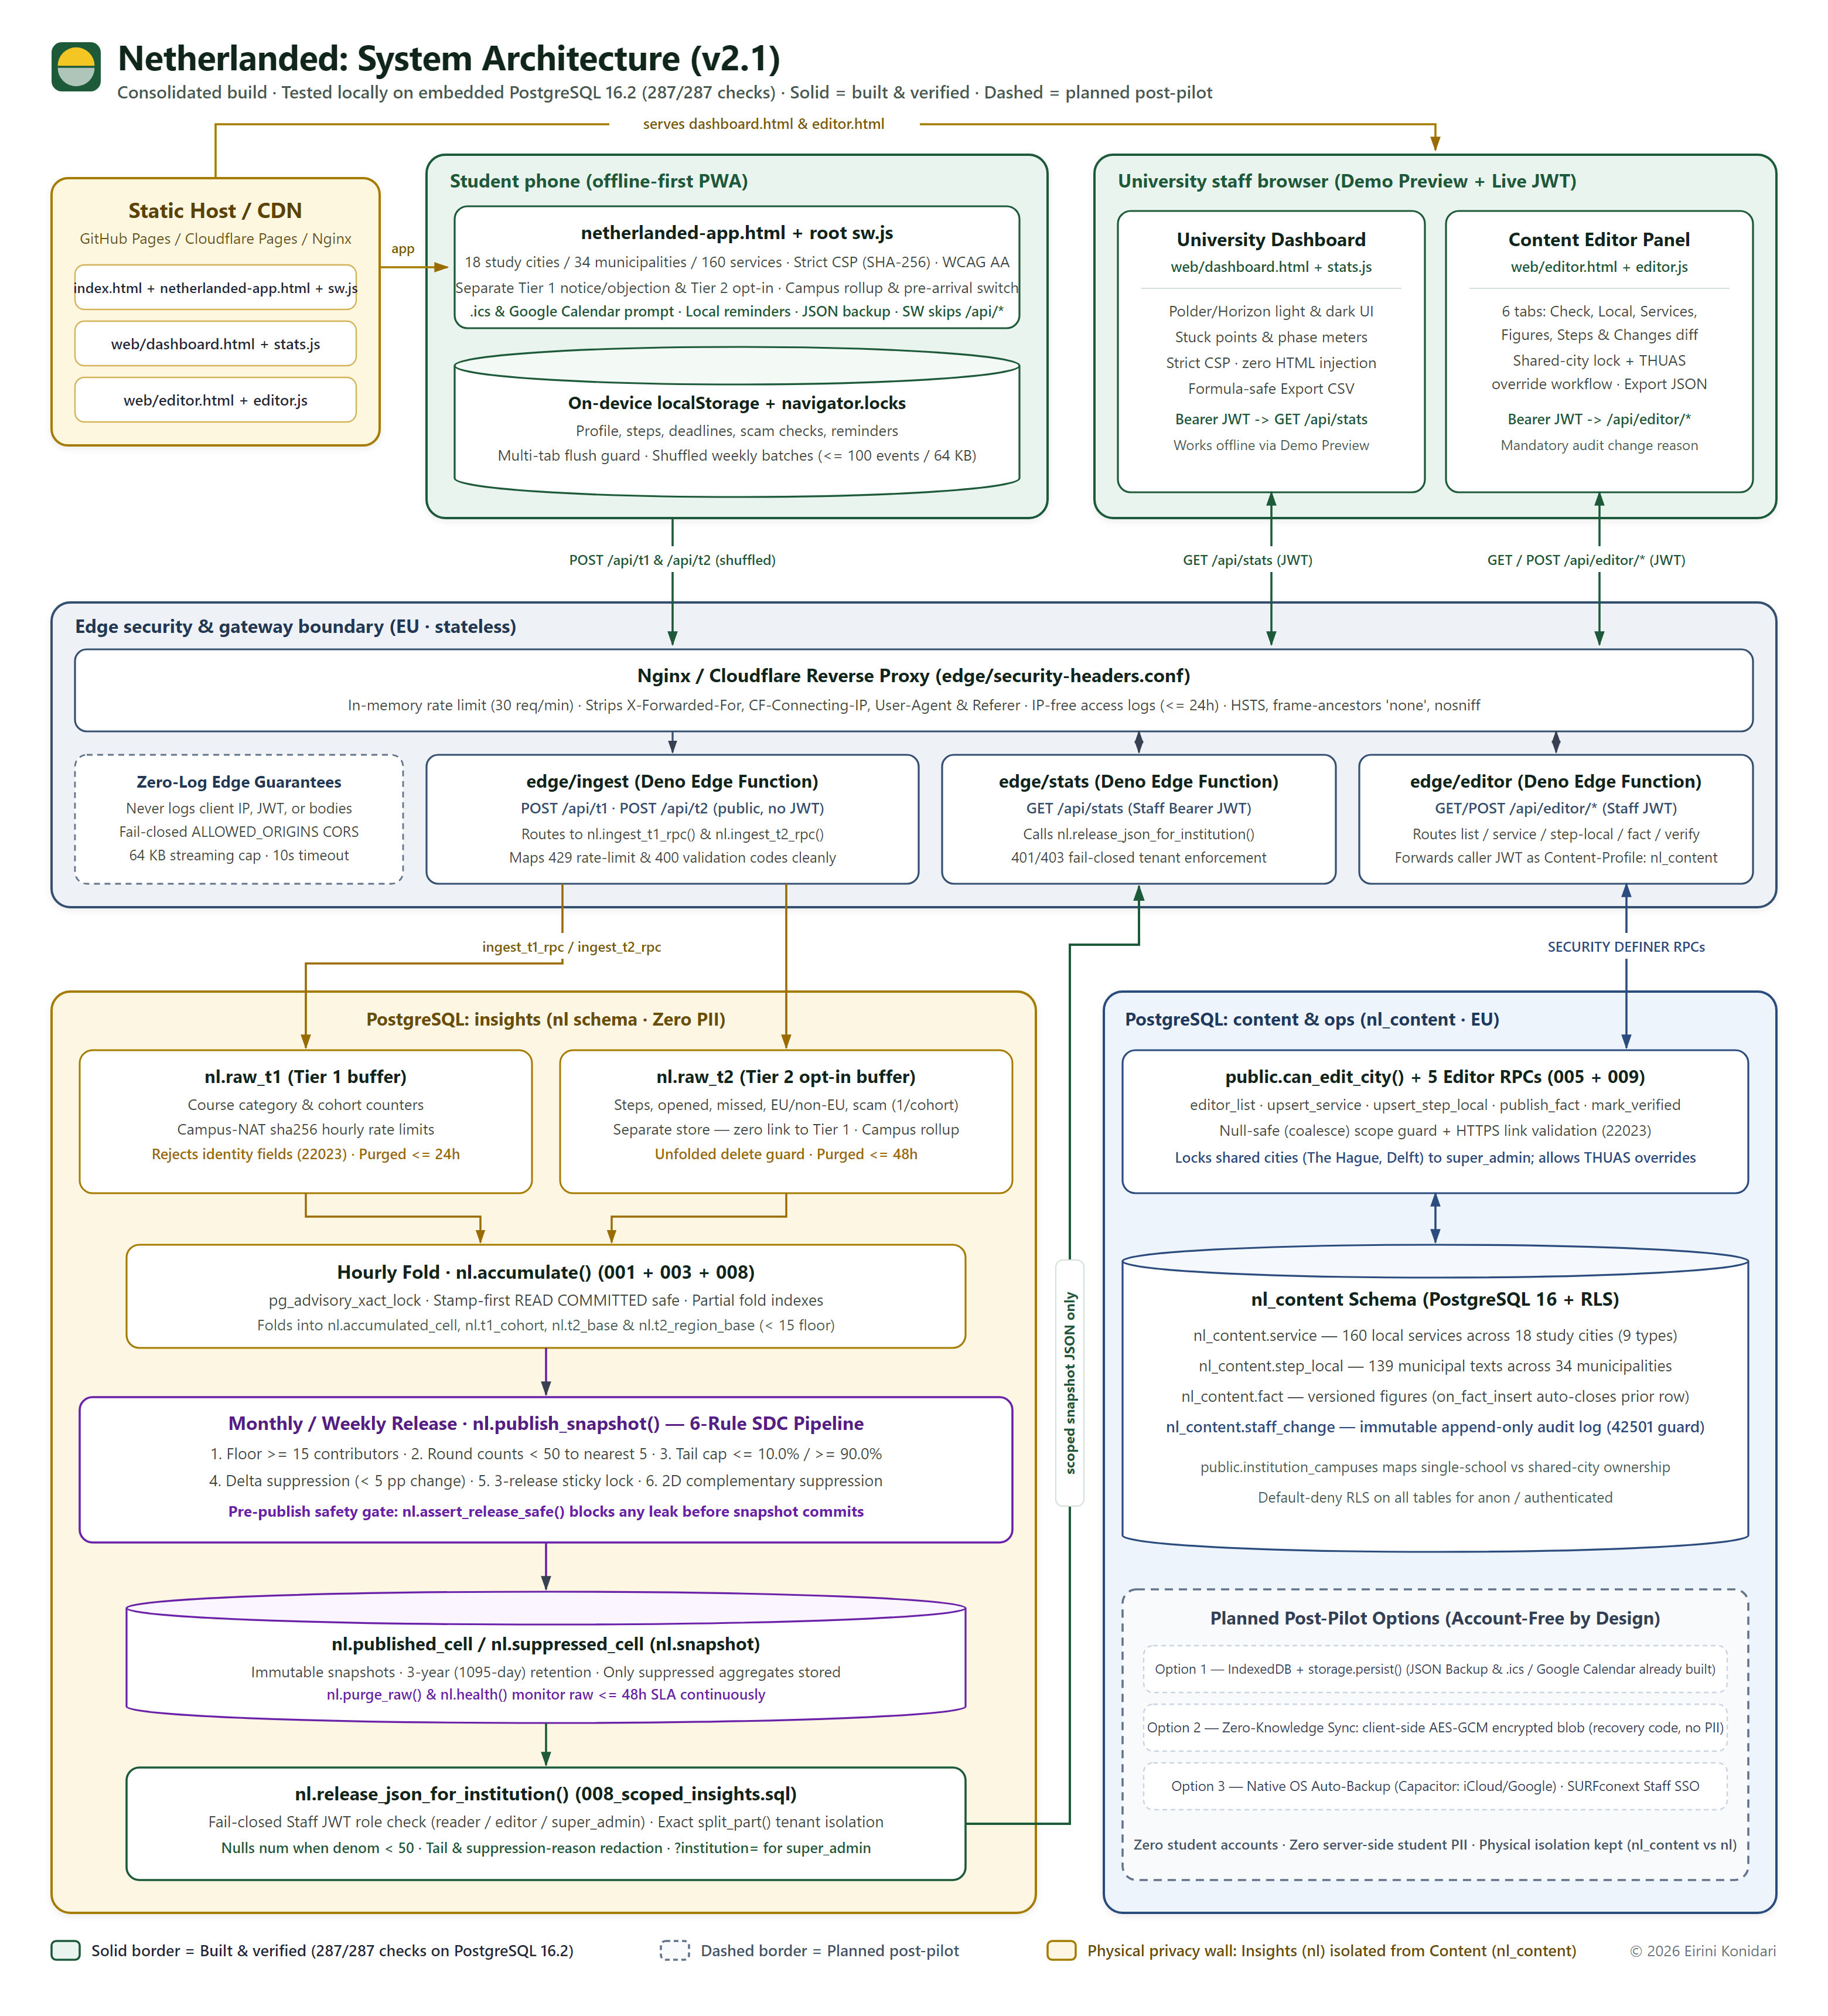 Netherlanded: System Architecture (v2.1)
Consolidated build · Tested locally on embedded PostgreSQL 16.2 (287/287 checks) · Solid = built & verified · Dashed = planned post-pilot
serves dashboard.html & editor.html
Static Host / CDN
GitHub Pages / Cloudflare Pages / Nginx
index.html + netherlanded-app.html + sw.js
web/dashboard.html + stats.js
web/editor.html + editor.js
app
Student phone (offline-first PWA)
netherlanded-app.html + root sw.js
18 study cities / 34 municipalities / 160 services · Strict CSP (SHA-256) · WCAG AA
Separate Tier 1 notice/objection & Tier 2 opt-in · Campus rollup & pre-arrival switch
.ics & Google Calendar prompt · Local reminders · JSON backup · SW skips /api/*
On-device localStorage + navigator.locks
Profile, steps, deadlines, scam checks, reminders
Multi-tab flush guard · Shuffled weekly batches (<= 100 events / 64 KB)
University staff browser (Demo Preview + Live JWT)
University Dashboard
web/dashboard.html + stats.js
Polder/Horizon light & dark UI
Stuck points & phase meters
Strict CSP · zero HTML injection
Formula-safe Export CSV
Bearer JWT -> GET /api/stats
Works offline via Demo Preview
Content Editor Panel
web/editor.html + editor.js
6 tabs: Check, Local, Services,
Figures, Steps & Changes diff
Shared-city lock + THUAS
override workflow · Export JSON
Bearer JWT -> /api/editor/*
Mandatory audit change reason
POST /api/t1 & /api/t2 (shuffled)
GET /api/stats (JWT)
GET / POST /api/editor/* (JWT)
Edge security & gateway boundary (EU · stateless)
Nginx / Cloudflare Reverse Proxy (edge/security-headers.conf)
In-memory rate limit (30 req/min) · Strips X-Forwarded-For, CF-Connecting-IP, User-Agent & Referer · IP-free access logs (<= 24h) · HSTS, frame-ancestors 'none', nosniff
Zero-Log Edge Guarantees
Never logs client IP, JWT, or bodies
Fail-closed ALLOWED_ORIGINS CORS
64 KB streaming cap · 10s timeout
edge/ingest (Deno Edge Function)
POST /api/t1 · POST /api/t2 (public, no JWT)
Routes to nl.ingest_t1_rpc() & nl.ingest_t2_rpc()
Maps 429 rate-limit & 400 validation codes cleanly
edge/stats (Deno Edge Function)
GET /api/stats (Staff Bearer JWT)
Calls nl.release_json_for_institution()
401/403 fail-closed tenant enforcement
edge/editor (Deno Edge Function)
GET/POST /api/editor/* (Staff JWT)
Routes list / service / step-local / fact / verify
Forwards caller JWT as Content-Profile: nl_content
ingest_t1_rpc / ingest_t2_rpc
SECURITY DEFINER RPCs
PostgreSQL: insights (nl schema · Zero PII)
nl.raw_t1 (Tier 1 buffer)
Course category & cohort counters
Campus-NAT sha256 hourly rate limits
Rejects identity fields (22023) · Purged <= 24h
nl.raw_t2 (Tier 2 opt-in buffer)
Steps, opened, missed, EU/non-EU, scam (1/cohort)
Separate store — zero link to Tier 1 · Campus rollup
Unfolded delete guard · Purged <= 48h
Hourly Fold · nl.accumulate() (001 + 003 + 008)
pg_advisory_xact_lock · Stamp-first READ COMMITTED safe · Partial fold indexes
Folds into nl.accumulated_cell, nl.t1_cohort, nl.t2_base & nl.t2_region_base (< 15 floor)
Monthly / Weekly Release · nl.publish_snapshot() — 6-Rule SDC Pipeline
1. Floor >= 15 contributors · 2. Round counts < 50 to nearest 5 · 3. Tail cap <= 10.0% / >= 90.0%
4. Delta suppression (< 5 pp change) · 5. 3-release sticky lock · 6. 2D complementary suppression
Pre-publish safety gate: nl.assert_release_safe() blocks any leak before snapshot commits
nl.published_cell / nl.suppressed_cell (nl.snapshot)
Immutable snapshots · 3-year (1095-day) retention · Only suppressed aggregates stored
nl.purge_raw() & nl.health() monitor raw <= 48h SLA continuously
nl.release_json_for_institution() (008_scoped_insights.sql)
Fail-closed Staff JWT role check (reader / editor / super_admin) · Exact split_part() tenant isolation
Nulls num when denom < 50 · Tail & suppression-reason redaction · ?institution= for super_admin
scoped snapshot JSON only
PostgreSQL: content & ops (nl_content · EU)
public.can_edit_city() + 5 Editor RPCs (005 + 009)
editor_list · upsert_service · upsert_step_local · publish_fact · mark_verified
Null-safe (coalesce) scope guard + HTTPS link validation (22023)
Locks shared cities (The Hague, Delft) to super_admin; allows THUAS overrides
nl_content Schema (PostgreSQL 16 + RLS)
nl_content.service — 160 local services across 18 study cities (9 types)
nl_content.step_local — 139 municipal texts across 34 municipalities
nl_content.fact — versioned figures (on_fact_insert auto-closes prior row)
nl_content.staff_change — immutable append-only audit log (42501 guard)
public.institution_campuses maps single-school vs shared-city ownership
Default-deny RLS on all tables for anon / authenticated
Planned Post-Pilot Options (Account-Free by Design)
Option 1 — IndexedDB + storage.persist() (JSON Backup & .ics / Google Calendar already built)
Option 2 — Zero-Knowledge Sync: client-side AES-GCM encrypted blob (recovery code, no PII)
Option 3 — Native OS Auto-Backup (Capacitor: iCloud/Google) · SURFconext Staff SSO
Zero student accounts · Zero server-side student PII · Physical isolation kept (nl_content vs nl)
Solid border = Built & verified (287/287 checks on PostgreSQL 16.2)
Dashed border = Planned post-pilot
Physical privacy wall: Insights (nl) isolated from Content (nl_content)
© 2026 Eirini Konidari